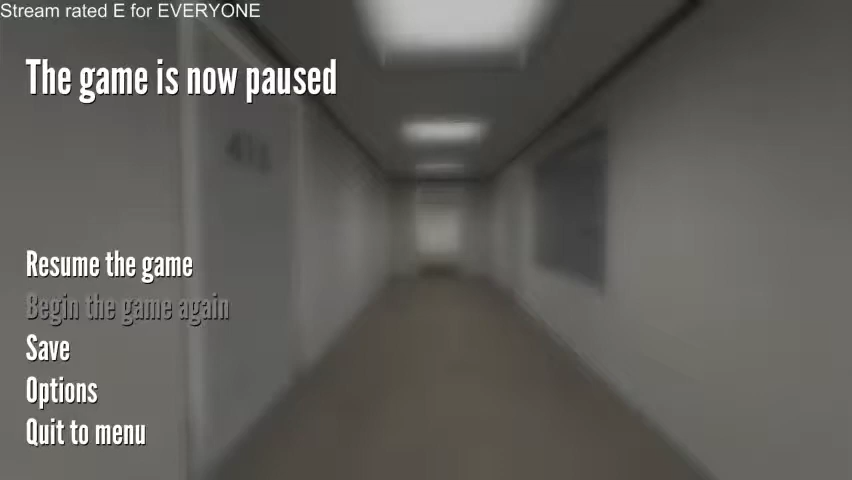 Stream rated E for EVERYONE
The game is now paused
Resume the game
Begin the game again
Save
Options
Quit to menu